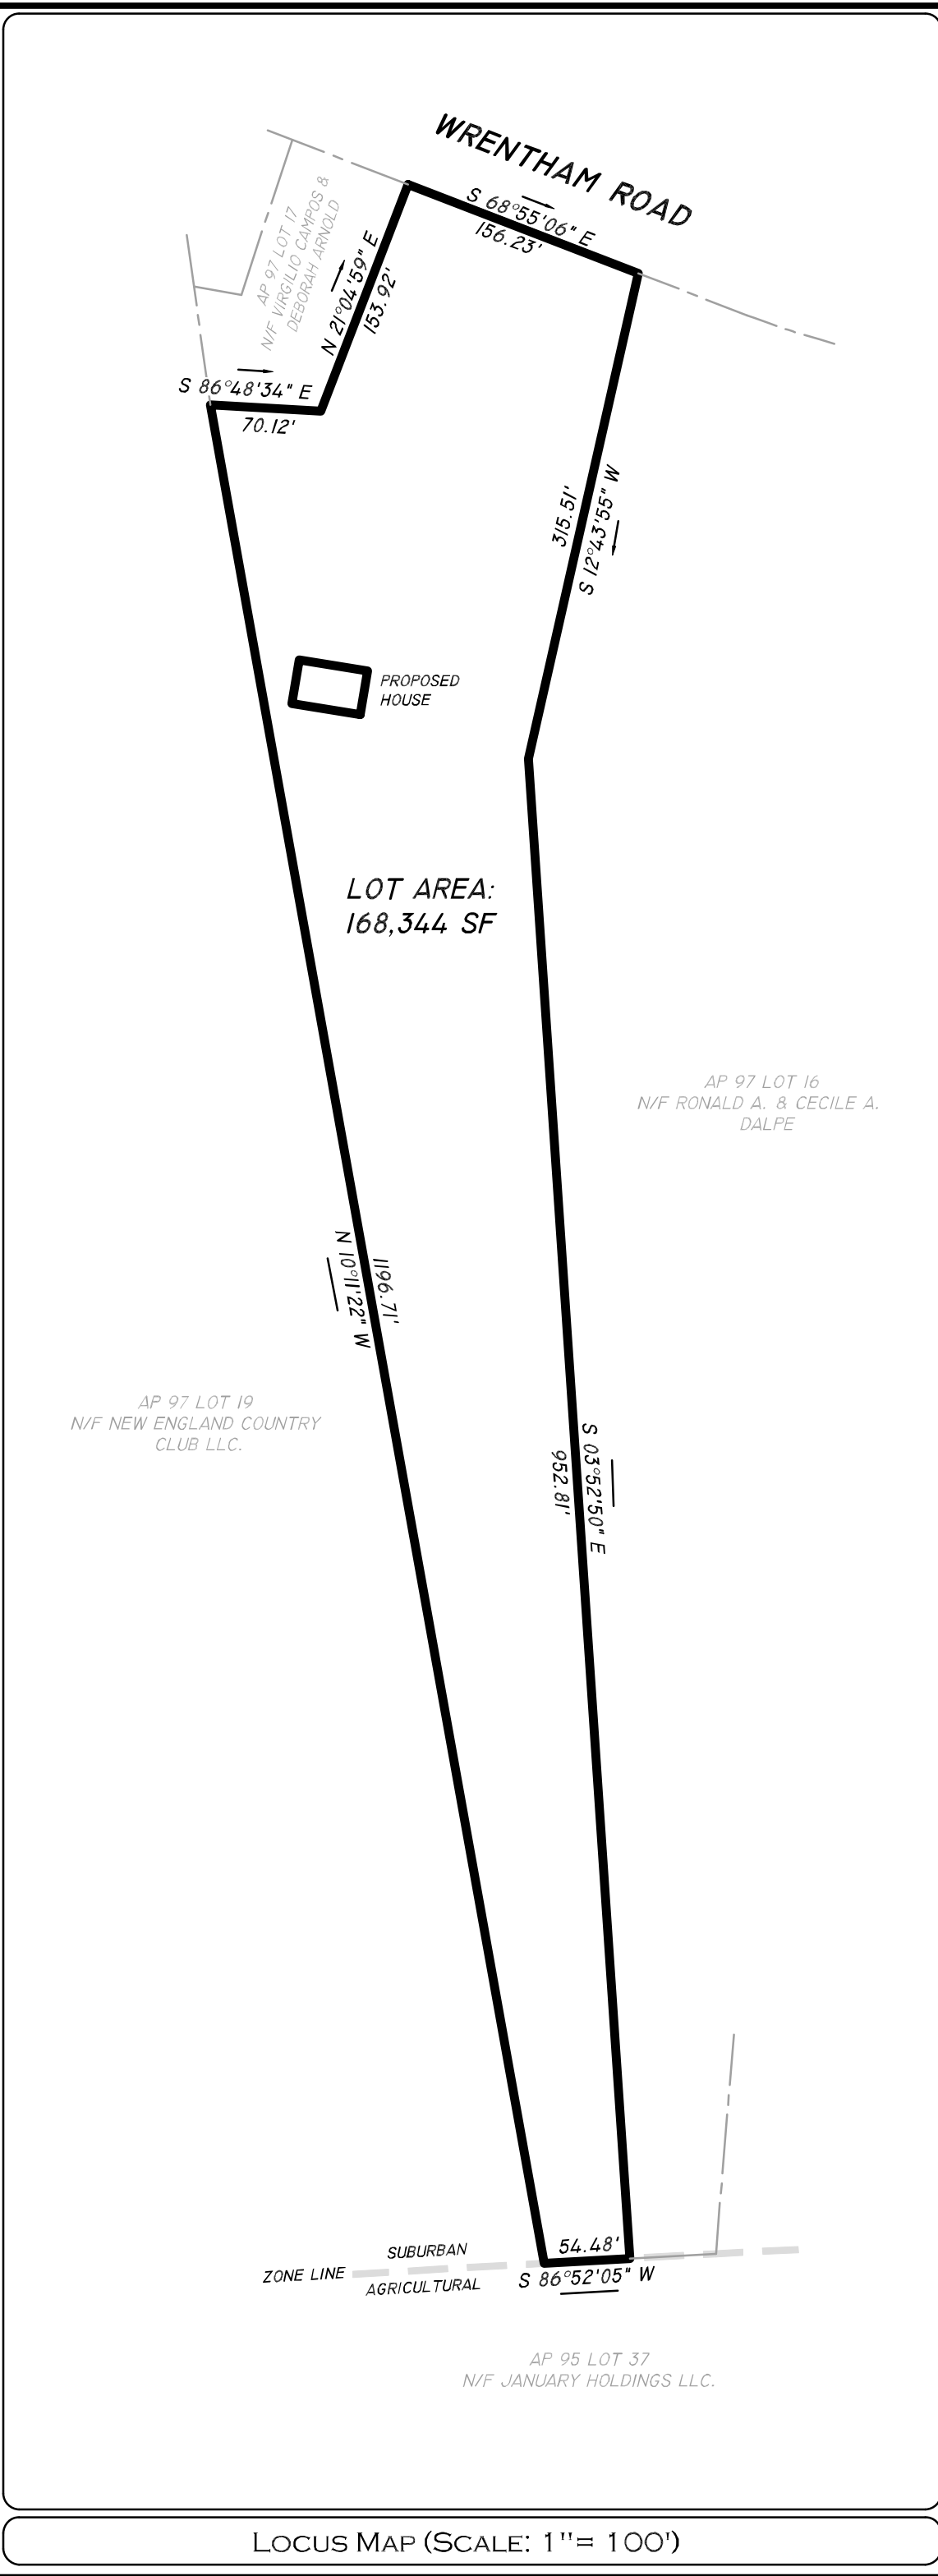 WRENTHAM ROAD
S 68°55'06" E
156.23'
AP 97 LOT 17
N/F VIRGILIO CAMPOS &
DEBORAH ARNOLD
N 21°04'59" E
153.92'
S 86°48'34" E
70.12'
315.51'
S 12°43'55" W
PROPOSED
HOUSE
LOT AREA:
168,344 SF
AP 97 LOT 16
N/F RONALD A. & CECILE A.
DALPE
N 10°11'22" W
1196.71'
AP 97 LOT 19
N/F NEW ENGLAND COUNTRY
CLUB LLC.
S 03°52'50" E
952.81'
SUBURBAN
ZONE LINE
AGRICULTURAL
54.48'
S 86°52'05" W
AP 95 LOT 37
N/F JANUARY HOLDINGS LLC.
LOCUS MAP (SCALE: 1"= 100')